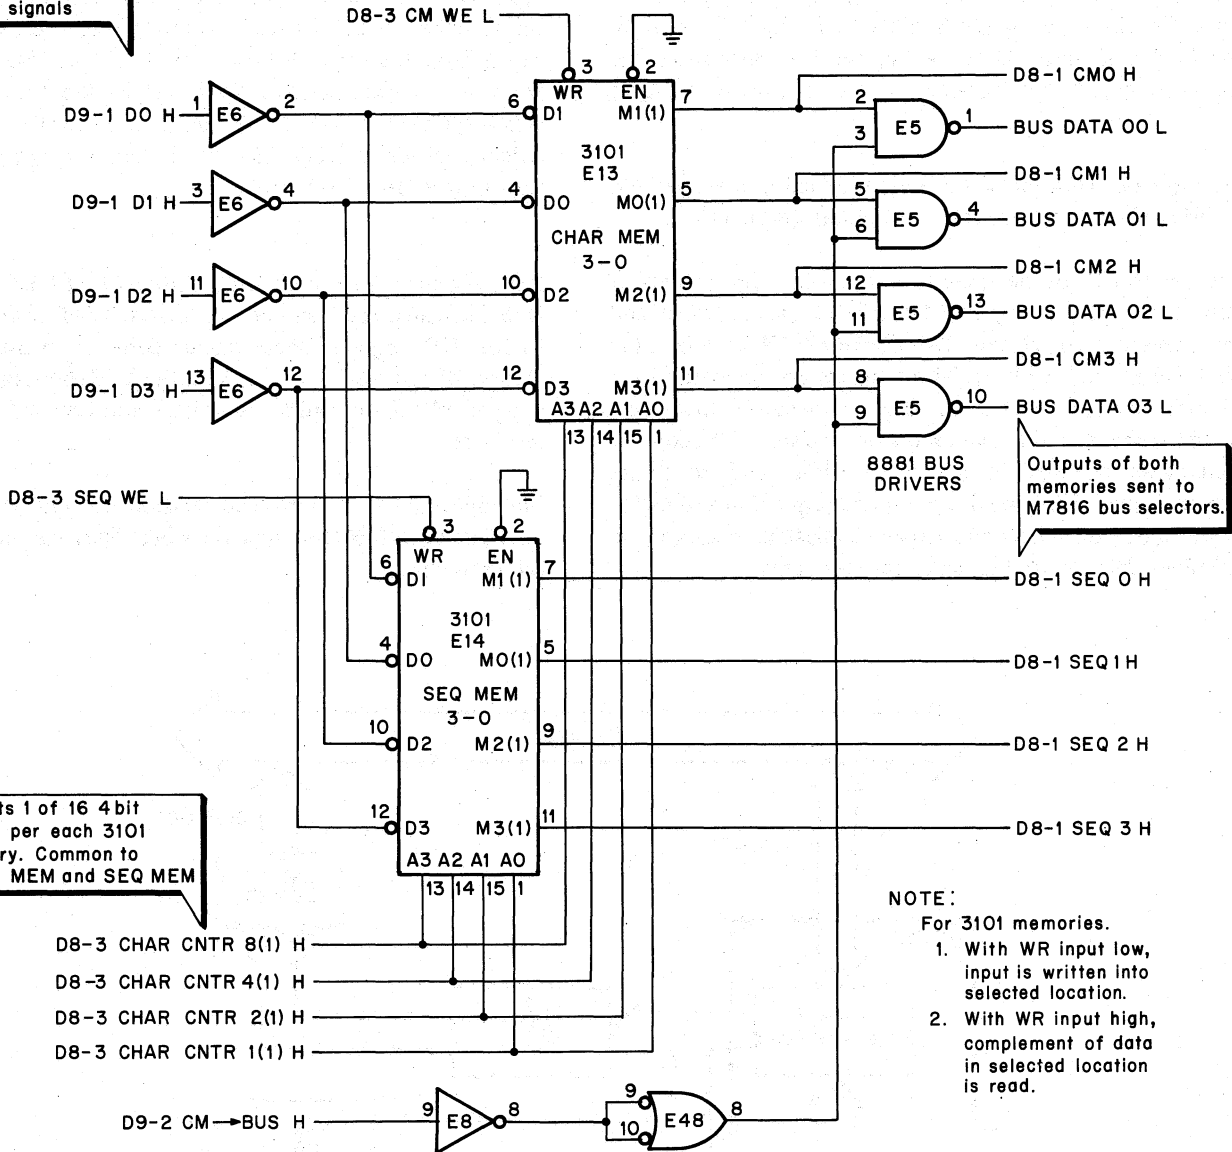 signals
D8-3 CM WE L
3
2
WR
EN
D9-1 D0 H
1
E6
2
6
D1
M1(1)
7
D8-1 CM0 H
2
3
E5
1
BUS DATA 00 L
3101
E13
D9-1 D1 H
3
E6
4
4
D0
M0(1)
5
D8-1 CM1 H
5
6
E5
4
BUS DATA 01 L
CHAR MEM
3-0
D9-1 D2 H
11
E6
10
10
D2
M2(1)
9
D8-1 CM2 H
12
11
E5
13
BUS DATA 02 L
D9-1 D3 H
13
E6
12
12
D3
M3(1)
11
D8-1 CM3 H
8
9
E5
10
BUS DATA 03 L
A3 A2 A1 A0
13 14 15 1
8881 BUS
DRIVERS
Outputs of both
memories sent to
M7816 bus selectors.
D8-3 SEQ WE L
3
2
WR
EN
6
D1
M1(1)
7
D8-1 SEQ 0 H
3101
E14
4
D0
M0(1)
5
D8-1 SEQ 1 H
SEQ MEM
3-0
10
D2
M2(1)
9
D8-1 SEQ 2 H
12
D3
M3(1)
11
D8-1 SEQ 3 H
A3 A2 A1 A0
13 14 15 1
ts 1 of 16 4bit
per each 3101
ry. Common to
MEM and SEQ MEM
D8-3 CHAR CNTR 8(1) H
D8-3 CHAR CNTR 4(1) H
D8-3 CHAR CNTR 2(1) H
D8-3 CHAR CNTR 1(1) H
NOTE:
For 3101 memories.
1. With WR input low,
input is written into
selected location.
2. With WR input high,
complement of data
in selected location
is read.
D9-2 CM→BUS H
9
E8
8
9
10
E48
8